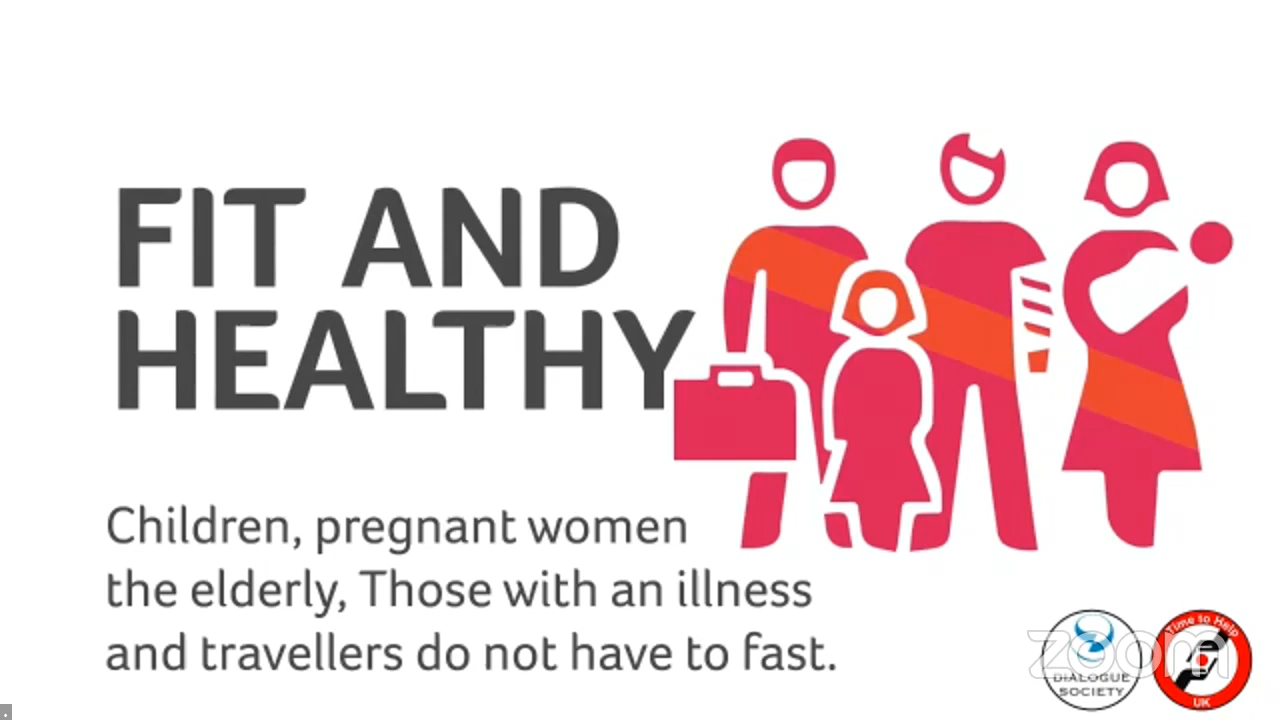 FIT AND
HEALTHY
Children, pregnant women
the elderly, Those with an illness
and travellers do not have to fast.
zoom
DIALOGUE
SOCIETY
Time to Help
UK